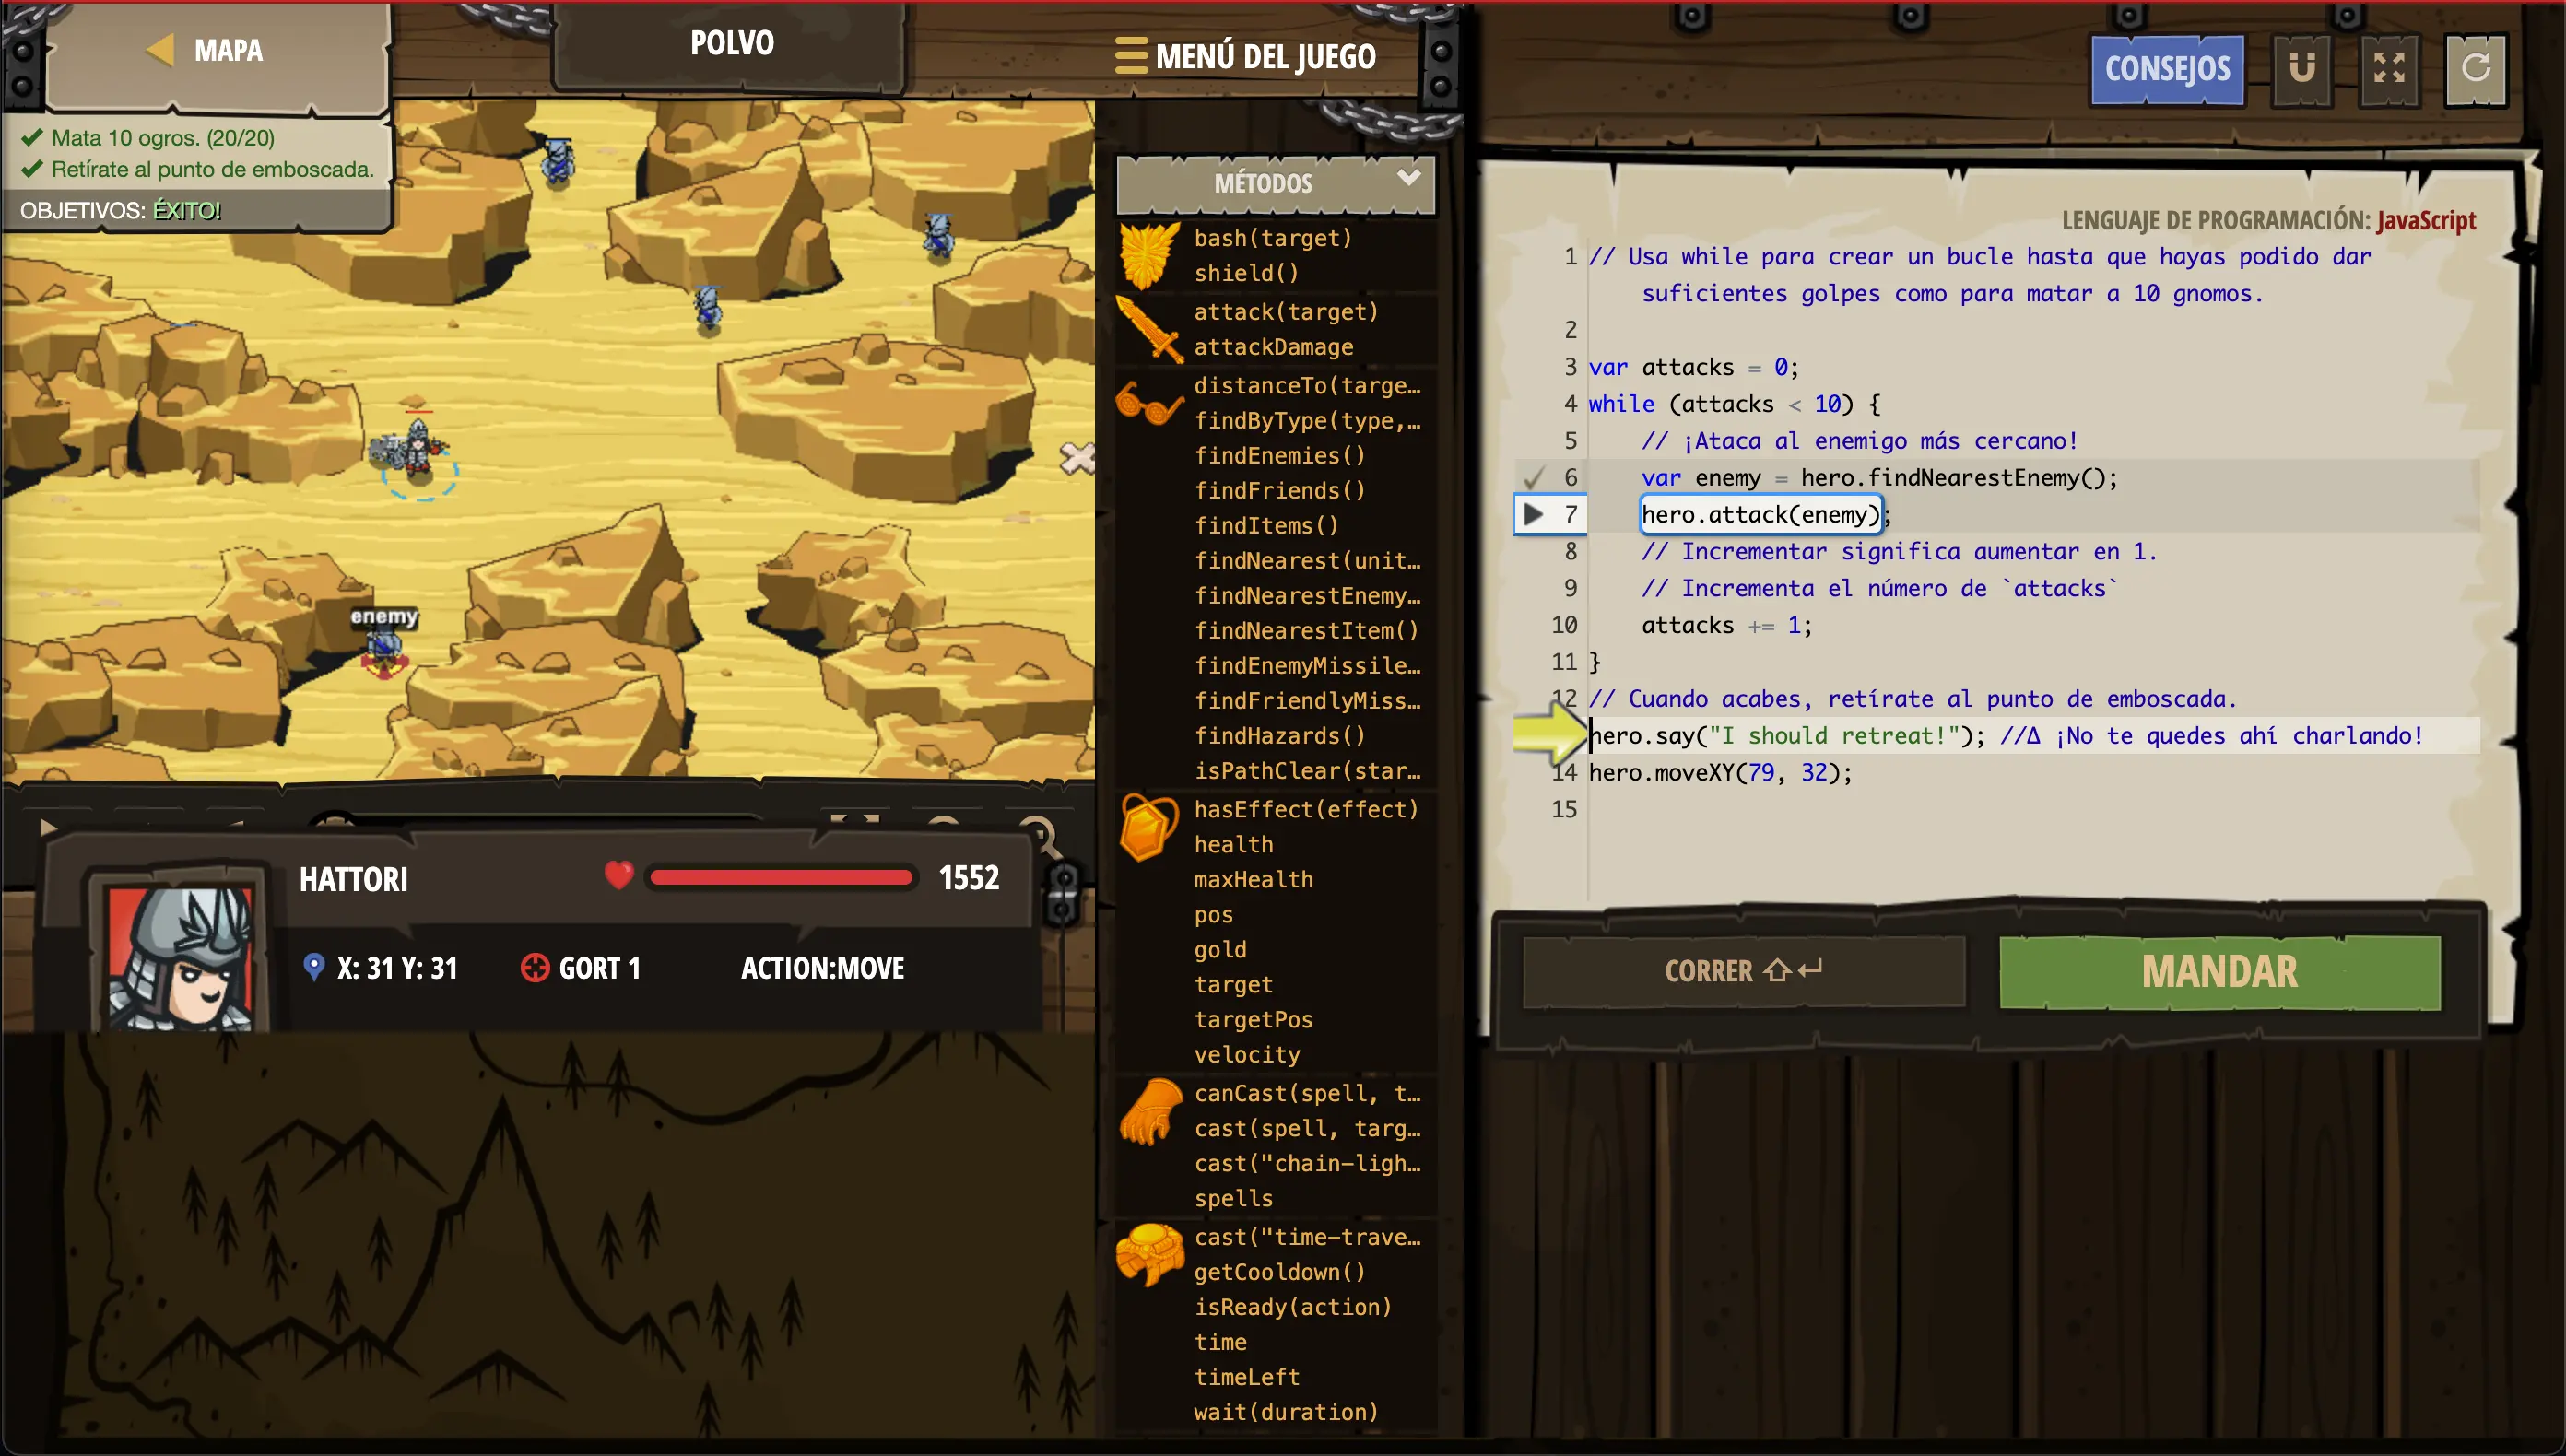 MAPA
POLVO
MENÚ DEL JUEGO
CONSEJOS
Mata 10 ogros. (20/20)
Retírate al punto de emboscada.
OBJETIVOS: ÉXITO!
enemy
HATTORI
1552
X: 31 Y: 31
GORT 1
ACTION:MOVE
MÉTODOS
bash(target)
shield()
attack(target)
attackDamage
distanceTo(targe…
findByType(type,…
findEnemies()
findFriends()
findItems()
findNearest(unit…
findNearestEnemy…
findNearestItem()
findEnemyMissile…
findFriendlyMiss…
findHazards()
isPathClear(star…
hasEffect(effect)
health
maxHealth
pos
gold
target
targetPos
velocity
canCast(spell, t…
cast(spell, targ…
cast("chain-ligh…
spells
cast("time-trave…
getCooldown()
isReady(action)
time
timeLeft
wait(duration)
LENGUAJE DE PROGRAMACIÓN: JavaScript
1 // Usa while para crear un bucle hasta que hayas podido dar
suficientes golpes como para matar a 10 gnomos.
2
3 var attacks = 0;
4 while (attacks < 10) {
5 // ¡Ataca al enemigo más cercano!
6 var enemy = hero.findNearestEnemy();
7 hero.attack(enemy);
8 // Incrementar significa aumentar en 1.
9 // Incrementa el número de `attacks`
10 attacks += 1;
11 }
12 // Cuando acabes, retírate al punto de emboscada.
hero.say("I should retreat!"); //∆ ¡No te quedes ahí charlando!
14 hero.moveXY(79, 32);
15
CORRER
MANDAR